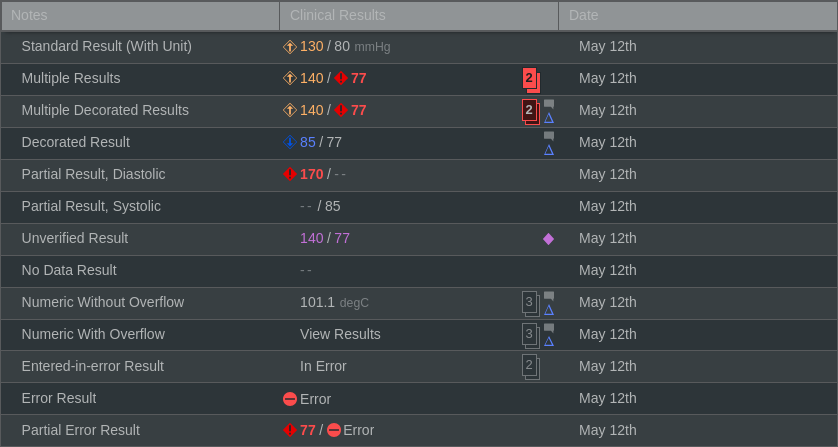 Notes Clinical Results Date
Standard Result (With Unit) 130 / 80 mmHg May 12th
Multiple Results 140 / 77 2 May 12th
Multiple Decorated Results 140 / 77 2 May 12th
Decorated Result 85 / 77 May 12th
Partial Result, Diastolic 170 / -- May 12th
Partial Result, Systolic -- / 85 May 12th
Unverified Result 140 / 77 May 12th
No Data Result -- May 12th
Numeric Without Overflow 101.1 degC 3 May 12th
Numeric With Overflow View Results 3 May 12th
Entered-in-error Result In Error 2 May 12th
Error Result Error May 12th
Partial Error Result 77 / Error May 12th